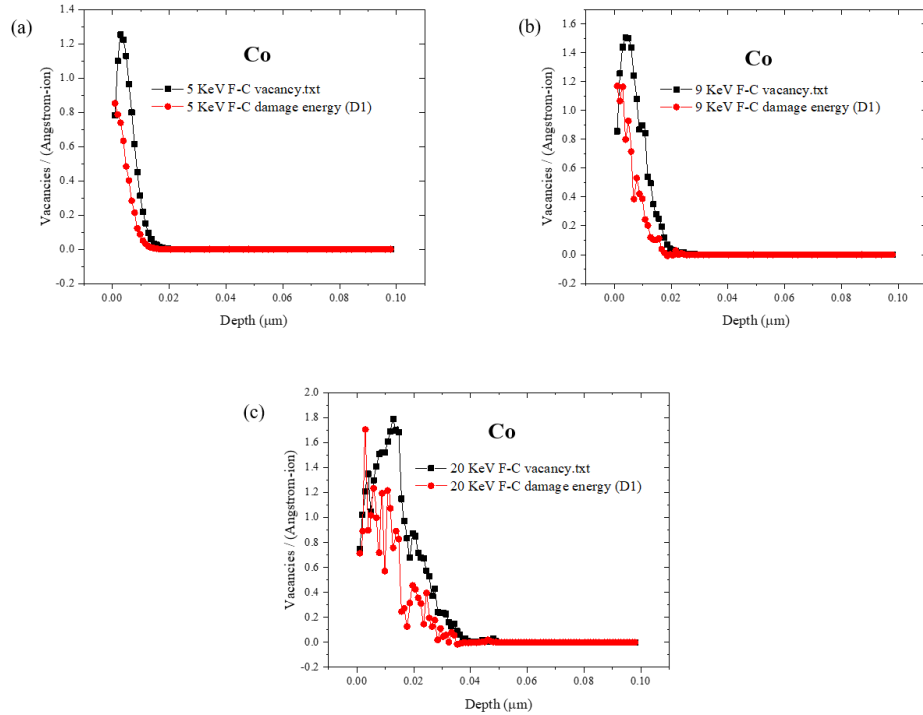 (a)
Co
5 KeV F-C vacancy.txt
5 KeV F-C damage energy (D1)
Vacancies / (Angstrom-ion)
1.4
1.2
1.0
0.8
0.6
0.4
0.2
0.0
-0.2
0.00 0.02 0.04 0.06 0.08 0.10
Depth (μm)
(b)
Co
9 KeV F-C vacancy.txt
9 KeV F-C damage energy (D1)
Vacancies / (Angstrom-ion)
1.6
1.4
1.2
1.0
0.8
0.6
0.4
0.2
0.0
-0.2
0.00 0.02 0.04 0.06 0.08 0.10
Depth (μm)
(c)
Co
20 KeV F-C vacancy.txt
20 KeV F-C damage energy (D1)
Vacancies / (Angstrom-ion)
2.0
1.8
1.6
1.4
1.2
1.0
0.8
0.6
0.4
0.2
0.0
-0.2
0.00 0.02 0.04 0.06 0.08 0.10
Depth (μm)